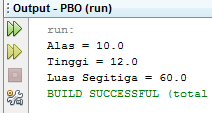 Output - PBO (run)
run:
Alas = 10.0
Tinggi = 12.0
Luas Segitiga = 60.0
BUILD SUCCESSFUL (total